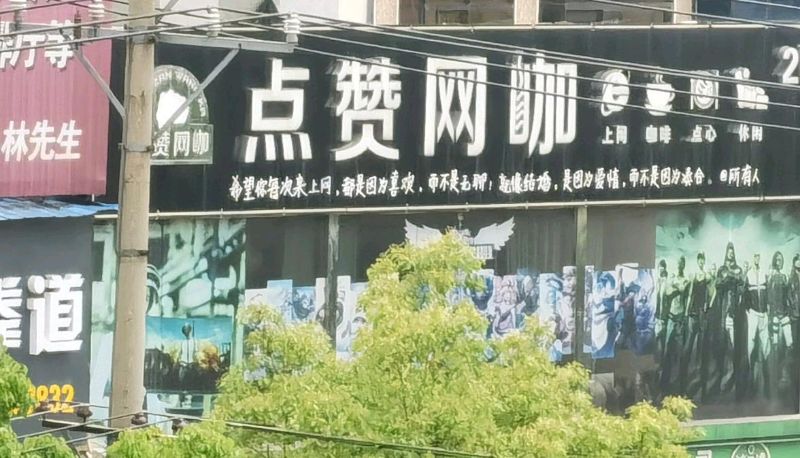 林先生
点赞网咖
赞网咖
上网 咖啡 点心 休闲
希望你每次来上网，都是因为喜欢，而不是无聊！就像结婚，是因为爱情，而不是因为凑合。@所有人
拳道
9832